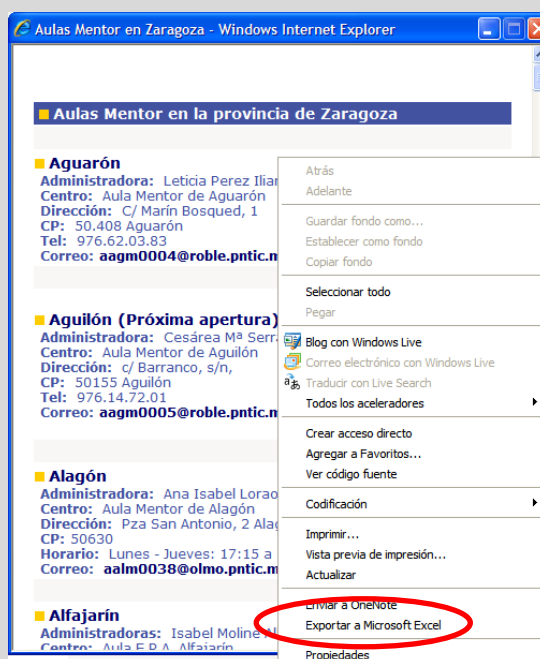 Aulas Mentor en Zaragoza - Windows Internet Explorer
Aulas Mentor en la provincia de Zaragoza
Aguarón
Administradora: Leticia Perez
Centro: Aula Mentor de Aguarón
Dirección: C/ Marín Bosqued, 1
CP: 50.408 Aguarón
Tel: 976.62.03.83
Correo: aagm0004@roble.pntic.m
Aguilón (Próxima apertura)
Administradora: Cesárea Mª
Centro: Aula Mentor de Aguilón
Dirección: c/ Barranco, s/n,
CP: 50155 Aguilón
Tel: 976.14.72.01
Correo: aagm0005@roble.pntic.m
Alagón
Administradora: Ana Isabel
Centro: Aula Mentor de Alagón
Dirección: Pza San Antonio, 2
CP: 50630
Horario: Lunes - Jueves: 17:15 a
Correo: aalm0038@olmo.pntic.m
Alfajarín
Administradoras: Isabel Moline
Centro: Aula E.P.A. Alfajarín
Atrás
Adelante
Guardar fondo como...
Establecer como fondo
Copiar fondo
Seleccionar todo
Pegar
Blog con Windows Live
Correo electrónico con Windows Live
Traducir con Live Search
Todos los aceleradores
Crear acceso directo
Agregar a Favoritos...
Ver código fuente
Codificación
Imprimir...
Vista previa de impresión...
Actualizar
Enviar a OneNote
Exportar a Microsoft Excel
Propiedades